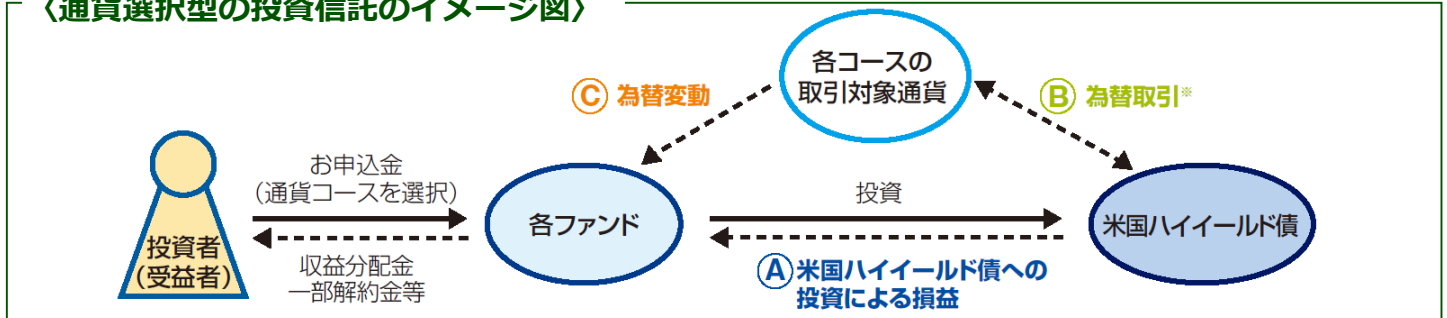 〈通貨選択型の投資信託のイメージ図〉
各コースの
取引対象通貨
Ⓒ 為替変動
Ⓑ 為替取引※
お申込金
（通貨コースを選択）
投資
投資者
（受益者）
各ファンド
米国ハイイールド債
収益分配金
一部解約金等
Ⓐ 米国ハイイールド債への
投資による損益